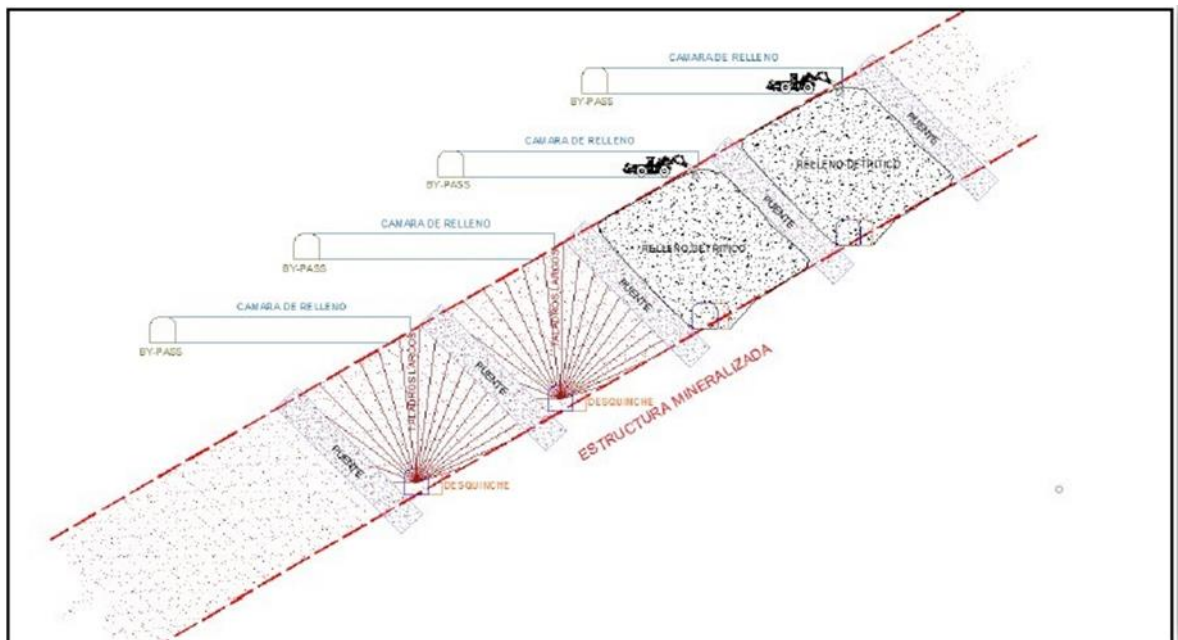 CAMARA DE RELLENO
BY-PASS
PUENTE
CAMARA DE RELLENO
RELLENO DETRITICO
BY-PASS
PUENTE
CAMARA DE RELLENO
RELLENO DETRITICO
BY-PASS
TALADROS LARGOS
PUENTE
CAMARA DE RELLENO
BY-PASS
TALADROS LARGOS
PUENTE
DESQUINCHE
ESTRUCTURA MINERALIZADA
PUENTE
DESQUINCHE